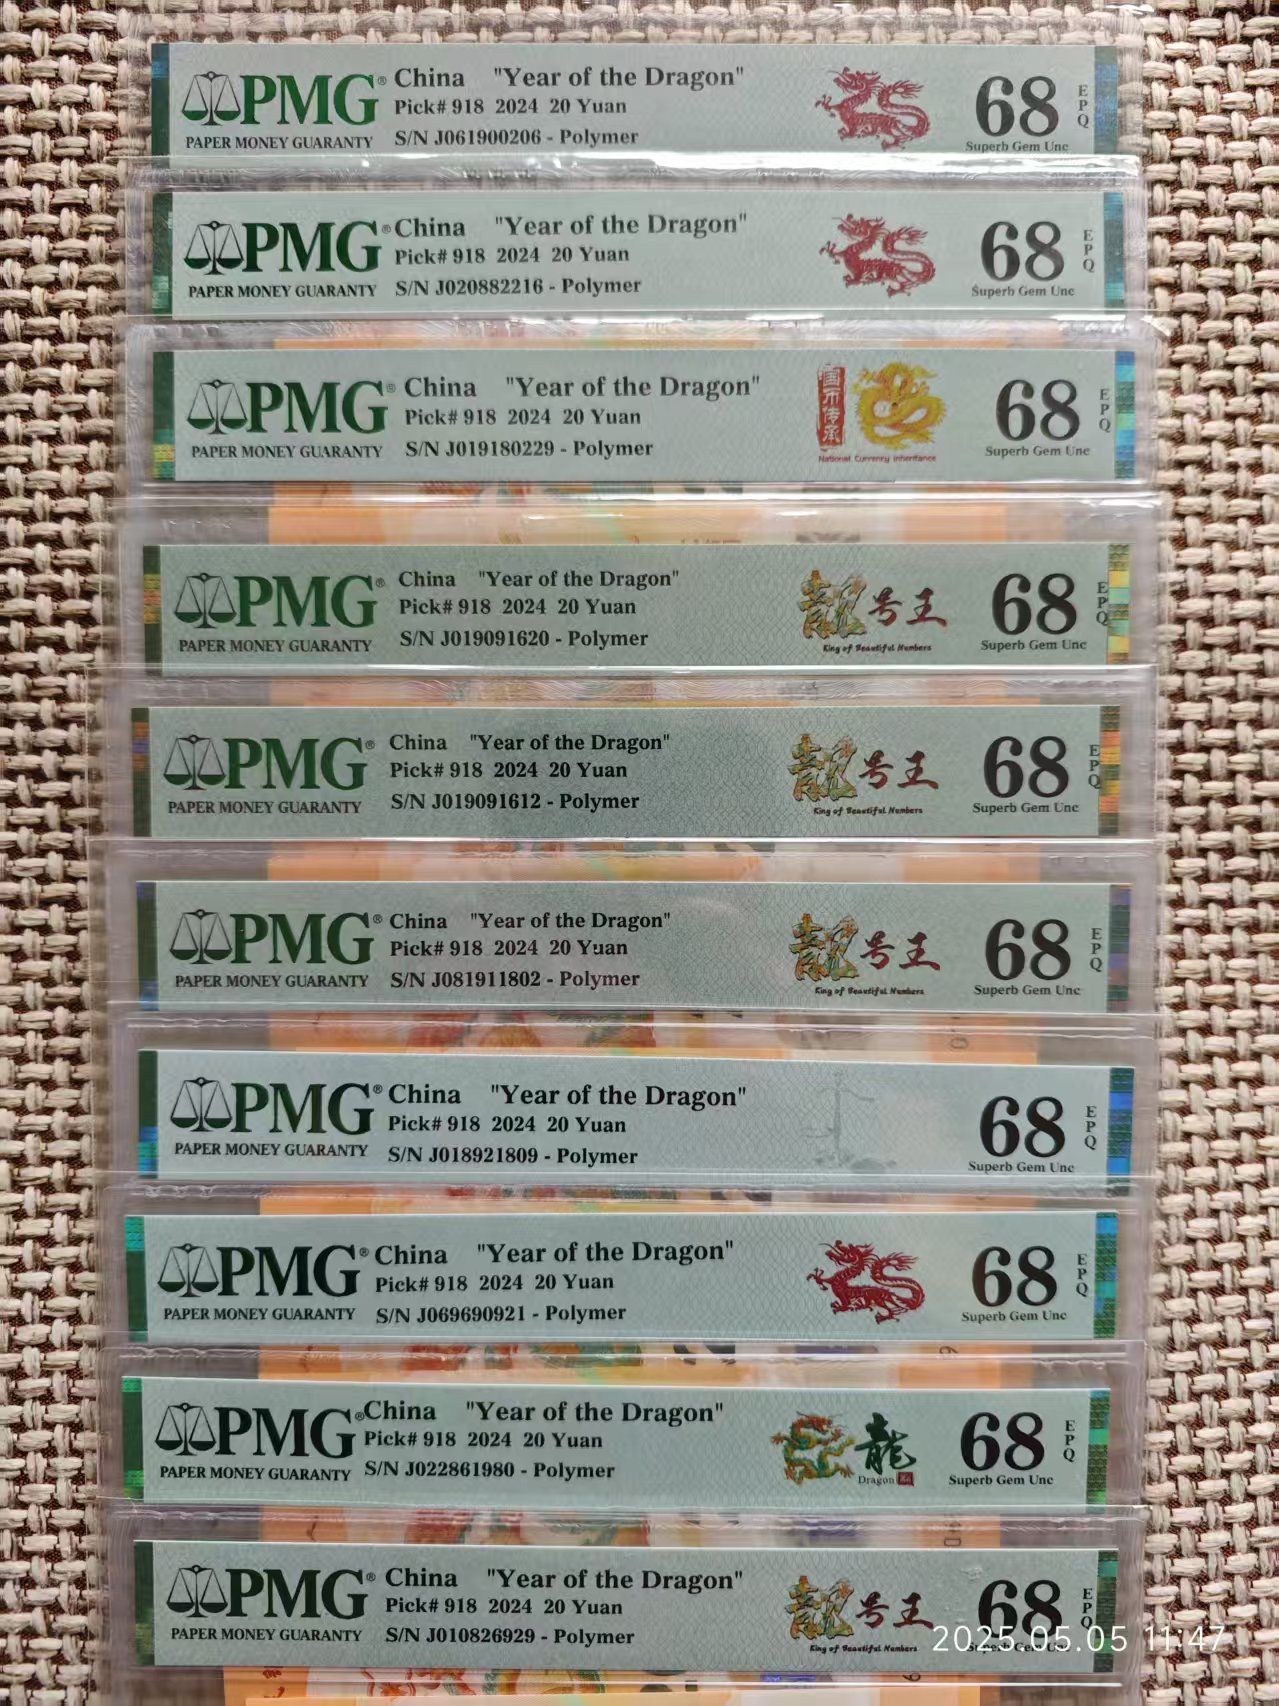 PMG®
PAPER MONEY GUARANTY
China "Year of the Dragon"
Pick# 918 2024 20 Yuan
S/N J061900206 - Polymer
68
EPQ
Superb Gem Unc
PMG®
PAPER MONEY GUARANTY
China "Year of the Dragon"
Pick# 918 2024 20 Yuan
S/N J020882216 - Polymer
68
EPQ
Superb Gem Unc
PMG®
PAPER MONEY GUARANTY
China "Year of the Dragon"
Pick# 918 2024 20 Yuan
S/N J019180229 - Polymer
国币传承
National Currency Inheritance
68
EPQ
Superb Gem Unc
PMG®
PAPER MONEY GUARANTY
China "Year of the Dragon"
Pick# 918 2024 20 Yuan
S/N J019091620 - Polymer
靓号王
King of Beautiful Numbers
68
EPQ
Superb Gem Unc
PMG®
PAPER MONEY GUARANTY
China "Year of the Dragon"
Pick# 918 2024 20 Yuan
S/N J019091612 - Polymer
靓号王
King of Beautiful Numbers
68
EPQ
Superb Gem Unc
PMG®
PAPER MONEY GUARANTY
China "Year of the Dragon"
Pick# 918 2024 20 Yuan
S/N J081911802 - Polymer
靓号王
King of Beautiful Numbers
68
EPQ
Superb Gem Unc
PMG®
PAPER MONEY GUARANTY
China "Year of the Dragon"
Pick# 918 2024 20 Yuan
S/N J018921809 - Polymer
68
EPQ
Superb Gem Unc
PMG®
PAPER MONEY GUARANTY
China "Year of the Dragon"
Pick# 918 2024 20 Yuan
S/N J069690921 - Polymer
68
EPQ
Superb Gem Unc
PMG®
PAPER MONEY GUARANTY
China "Year of the Dragon"
Pick# 918 2024 20 Yuan
S/N J022861980 - Polymer
龍
Dragon
68
EPQ
Superb Gem Unc
PMG®
PAPER MONEY GUARANTY
China "Year of the Dragon"
Pick# 918 2024 20 Yuan
S/N J010826929 - Polymer
靓号王
King of Beautiful Numbers
68
EPQ
Superb Gem Unc
2025.05.05 11:47